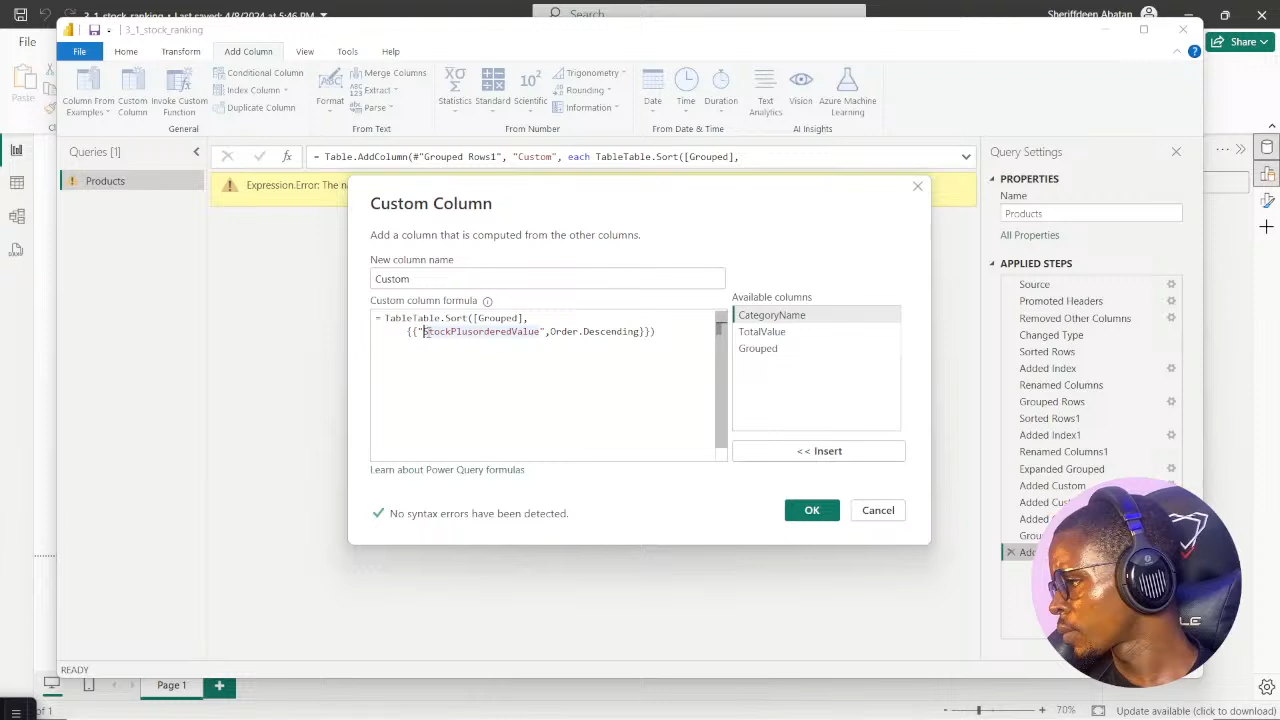 3_1_stock_ranking
Last saved: 4/8/2024 at 5:46 PM
Search
Sheriffdeen Abatan
File
Share
Paste
3_1_stock_ranking
File
Home
Transform
Add Column
View
Tools
Help
Column From Examples
Custom Column
Invoke Custom Function
Conditional Column
Index Column
Duplicate Column
General
Format
Merge Columns
Extract
Parse
From Text
Statistics
Standard
Scientific
Trigonometry
Rounding
Information
From Number
Date
Time
Duration
From Date & Time
Text Analytics
Vision
Azure Machine Learning
AI Insights
Queries [1]
Products
= Table.AddColumn(#"Grouped Rows1", "Custom", each TableTable.Sort([Grouped],
Expression.Error: The
Custom Column
Add a column that is computed from the other columns.
New column name
Custom
Custom column formula
= TableTable.Sort([Grouped],
{{"StockPlusorderedValue",Order.Descending}})
Available columns
CategoryName
TotalValue
Grouped
<< Insert
Learn about Power Query formulas
No syntax errors have been detected.
OK
Cancel
Query Settings
PROPERTIES
Name
Products
All Properties
APPLIED STEPS
Source
Promoted Headers
Removed Other Columns
Changed Type
Sorted Rows
Added Index
Renamed Columns
Grouped Rows
Sorted Rows1
Added Index1
Renamed Columns1
Expanded Grouped
Added Custom
Added
Added
READY
Page 1
of 1
70%
Update available (click to download)